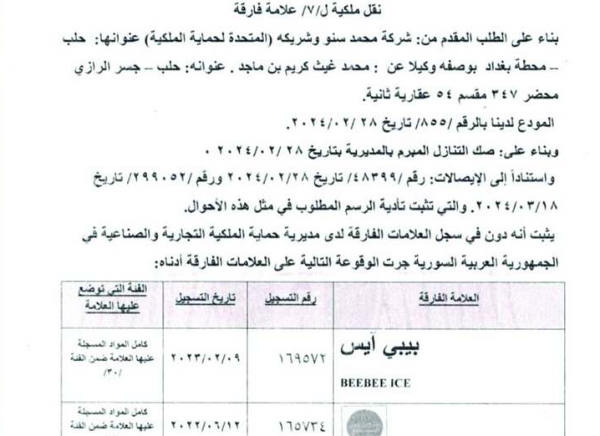 نقل ملكية ل/٧/ علامة فارقة
بناء على الطلب المقدم من: شركة محمد سنو وشريكه (المتحدة لحماية الملكية) عنوانها: حلب
– محطة بغداد بوصفه وكيلا عن : محمد غيث كريم بن ماجد . عنوانه: حلب – جسر الرازي
محضر ٣٤٧ مقسم ٥٤ عقارية ثانية.
المودع لدينا بالرقم /٨٥٥/ تاريخ ٢٠٢٤/٠٢/٢٨.
وبناء على: صك التنازل المبرم بالمديرية بتاريخ ٢٠٢٤/٠٢/٢٨ .
واستناداً إلى الإيصالات: رقم /٤٨٣٩٩/ تاريخ ٢٠٢٤/٠٢/٢٨ ورقم /٢٩٩٠٥٢/ تاريخ
٢٠٢٤/٠٣/١٨. والتي تثبت تأدية الرسم المطلوب في مثل هذه الأحوال.
يثبت أنه دون في سجل العلامات الفارقة لدى مديرية حماية الملكية التجارية والصناعية في
الجمهورية العربية السورية جرت الوقوعة التالية على العلامات الفارقة أدناه:
العلامة الفارقة رقم التسجيل تاريخ التسجيل الفئة التي توضع
عليها العلامة
بيبي آيس
BEEBEE ICE
١٦٩٥٧٢ ٢٠٢٣/٠٢/٠٩ كامل المواد المسجلة
عليها العلامة ضمن الفئة
/٣٠/
١٦٥٧٣٤ ٢٠٢٢/٠٦/١٢ كامل المواد المسجلة
عليها العلامة ضمن الفئة